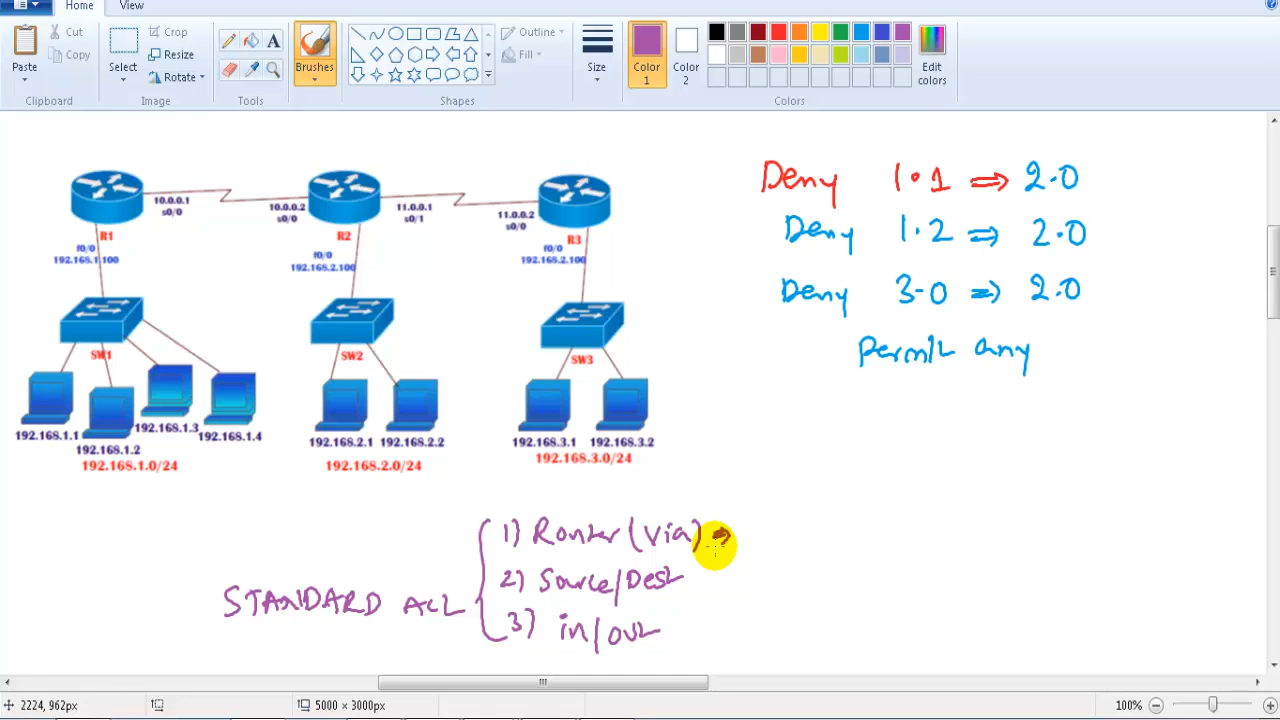 Home View
Cut
Copy
Paste
Clipboard
Select
Crop
Resize
Rotate
Image
A
Tools
Brushes
Shapes
Outline
Fill
Size
Color 1
Color 2
Edit colors
Colors
10.0.0.1
s0/0
10.0.0.2
s0/0
11.0.0.1
s0/1
11.0.0.2
s0/0
R1
R2
R3
f0/0
192.168.1.100
f0/0
192.168.2.100
f0/0
192.168.2.100
SW1
SW2
SW3
192.168.1.1
192.168.1.2
192.168.1.3
192.168.1.4
192.168.2.1
192.168.2.2
192.168.3.1
192.168.3.2
192.168.1.0/24
192.168.2.0/24
192.168.3.0/24
Deny 1.1 => 2.0
Deny 1.2 => 2.0
Deny 3.0 => 2.0
Permit any
STANDARD ACL
1) Router (Via) =>
2) Source/Dest
3) in/out
2224, 962px
5000 × 3000px
100%